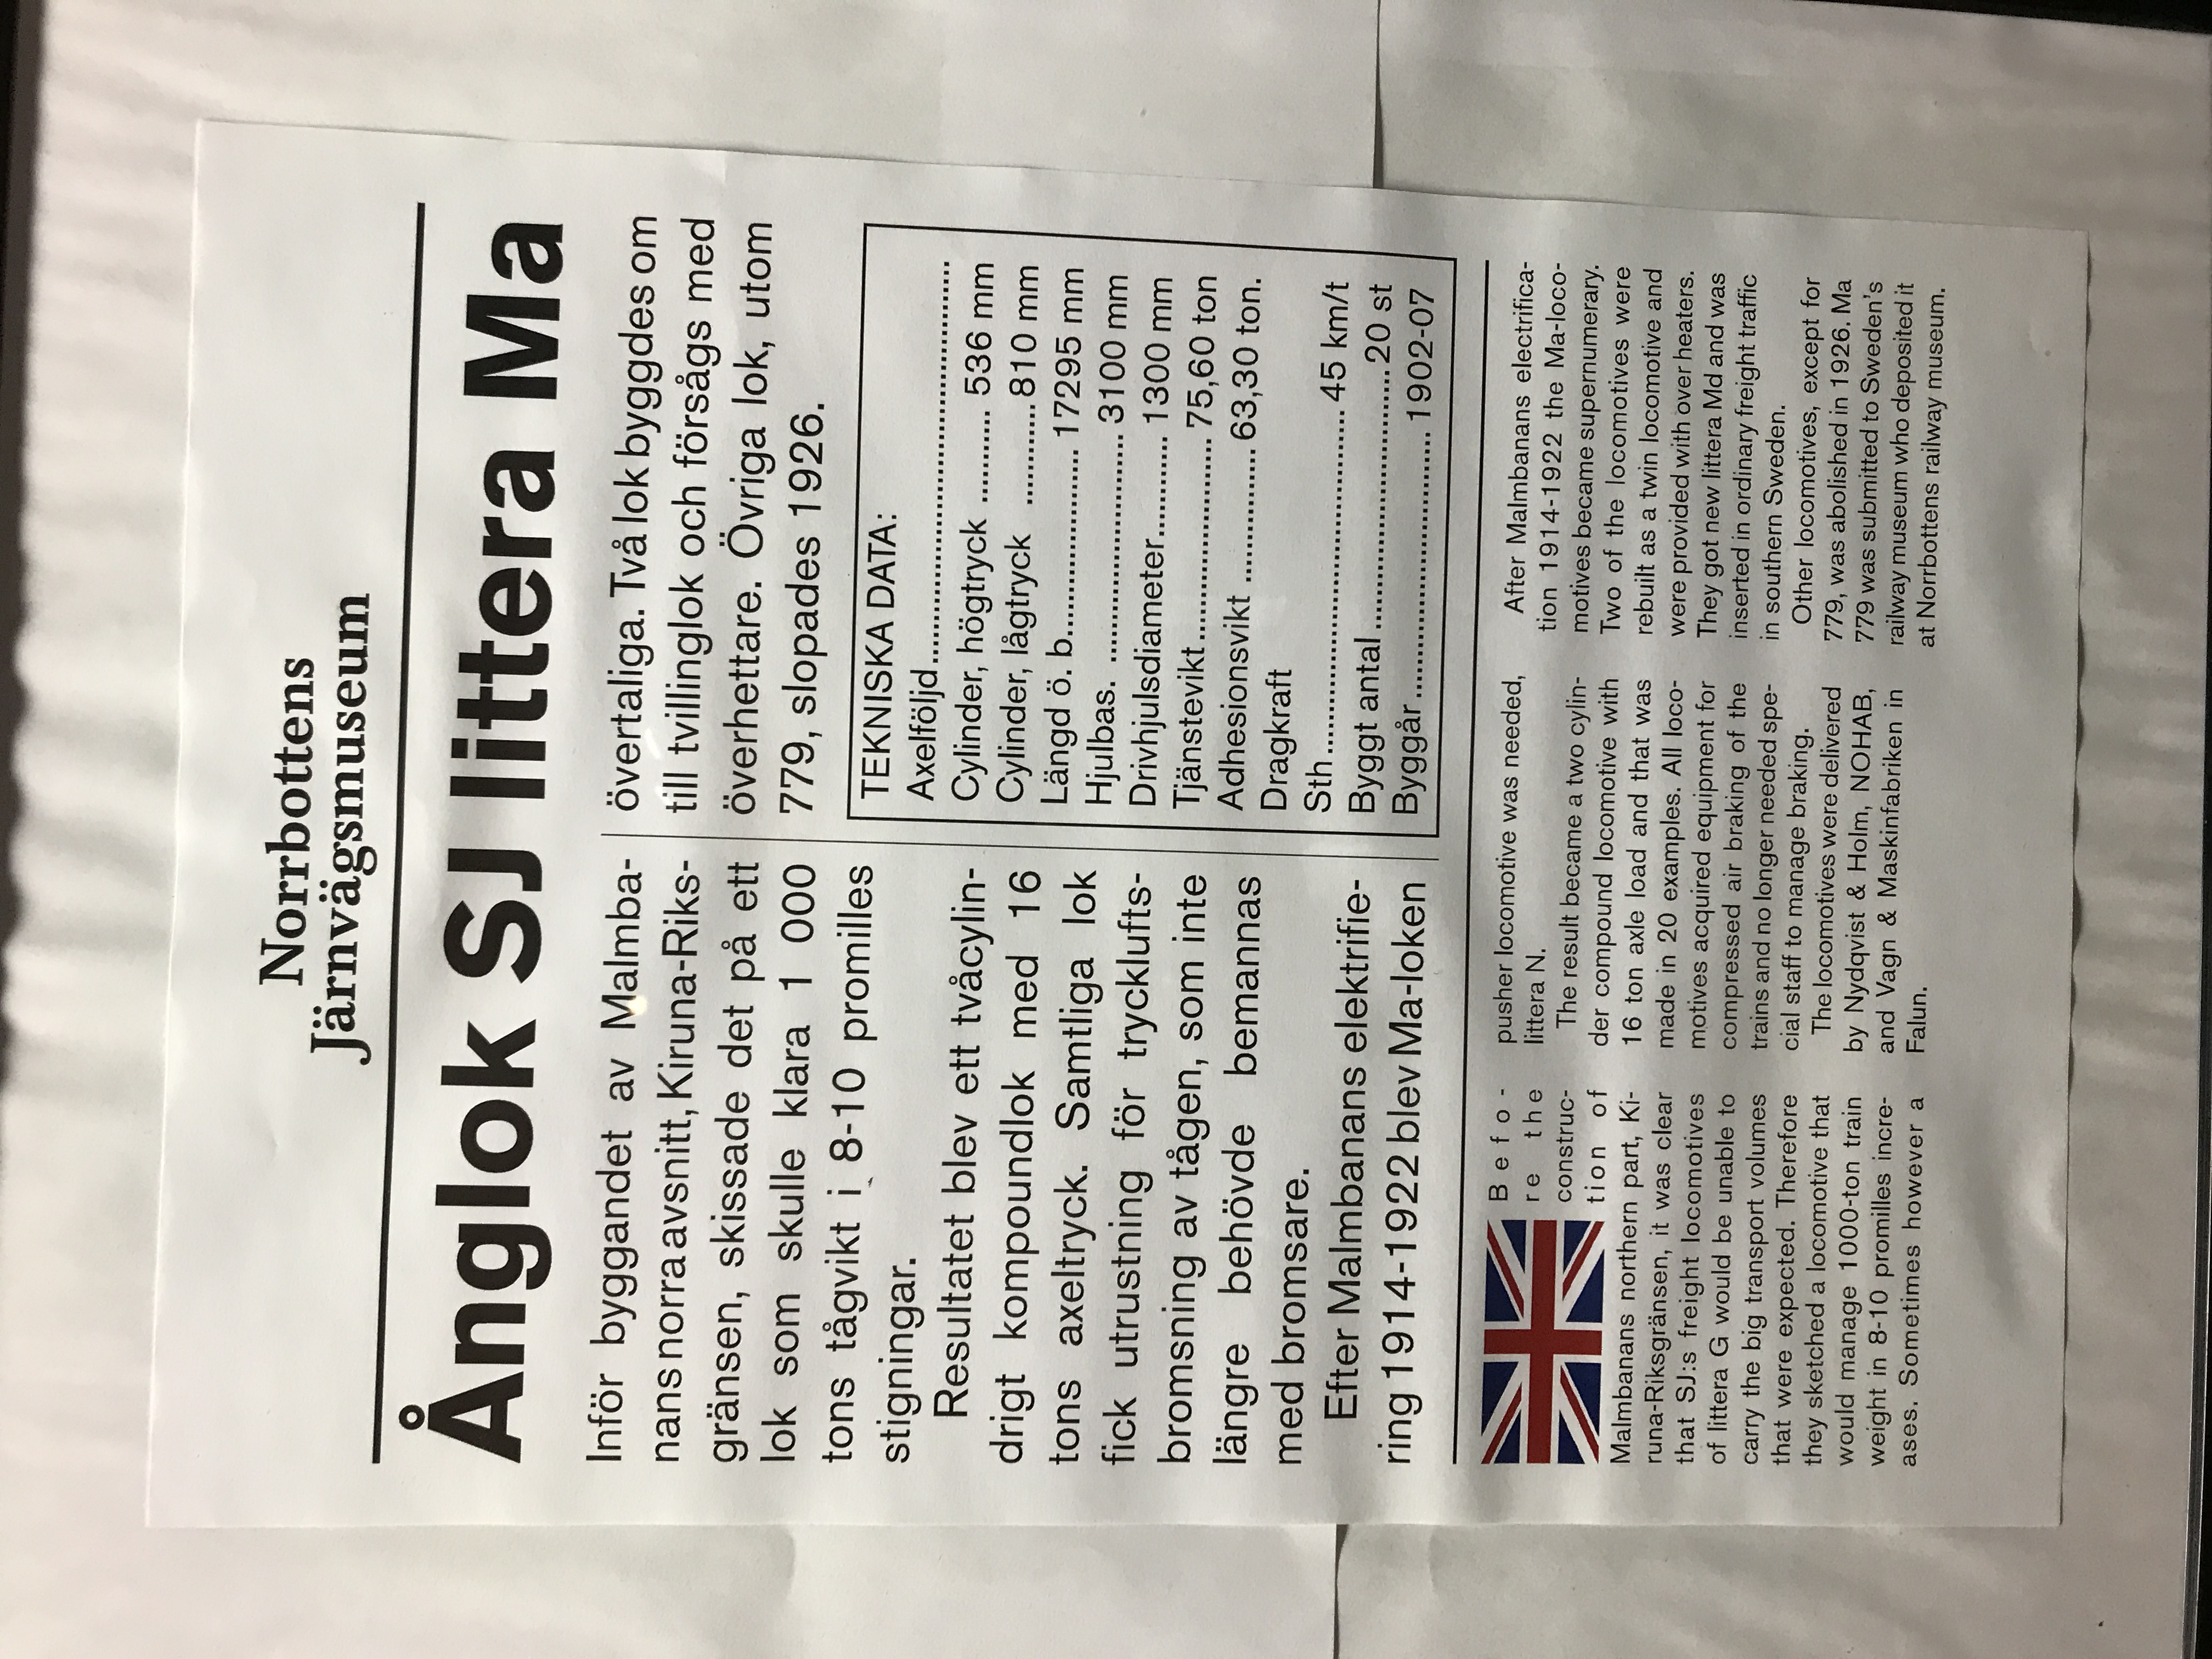 Norrbottens
Järnvägsmuseum
Ånglok SJ littera Ma
Inför byggandet av Malmba-
nans norra avsnitt, Kiruna-Riks-
gränsen, skissade det på ett
lok som skulle klara 1 000
tons tågvikt i 8-10 promilles
stigningar.
Resultatet blev ett tvåcylin-
drigt kompoundlok med 16
tons axeltryck. Samtliga lok
fick utrustning för trycklufts-
bromsning av tågen, som inte
längre behövde bemannas
med bromsare.
Efter Malmbanans elektrifie-
ring 1914-1922 blev Ma-loken
övertaliga. Två lok byggdes om
till tvillinglok och försågs med
överhettare. Övriga lok, utom
779, slopades 1926.
TEKNISKA DATA:
Axelföljd..........................................
Cylinder, högtryck .......... 536 mm
Cylinder, lågtryck ...........810 mm
Längd ö. b..................... 17295 mm
Hjulbas. ......................... 3100 mm
Drivhjulsdiameter........... 1300 mm
Tjänstevikt...................... 75,60 ton
Adhesionsvikt ............... 63,30 ton.
Dragkraft
Sth...................................... 45 km/t
Byggt antal............................20 st
Byggår............................. 1902-07
Befo-
re the
construc-
tion of
Malmbanans northern part, Ki-
runa-Riksgränsen, it was clear
that SJ:s freight locomotives
of littera G would be unable to
carry the big transport volumes
that were expected. Therefore
they sketched a locomotive that
would manage 1000-ton train
weight in 8-10 promilles incre-
ases. Sometimes however a
pusher locomotive was needed,
littera N.
The result became a two cylin-
der compound locomotive with
16 ton axle load and that was
made in 20 examples. All loco-
motives acquired equipment for
compressed air braking of the
trains and no longer needed spe-
cial staff to manage braking.
The locomotives were delivered
by Nydqvist & Holm, NOHAB,
and Vagn & Maskinfabriken in
Falun.
After Malmbanans electrifica-
tion 1914-1922 the Ma-loco-
motives became supernumerary.
Two of the locomotives were
rebuilt as a twin locomotive and
were provided with over heaters.
They got new littera Md and was
inserted in ordinary freight traffic
in southern Sweden.
Other locomotives, except for
779, was abolished in 1926. Ma
779 was submitted to Sweden's
railway museum who deposited it
at Norrbottens railway museum.